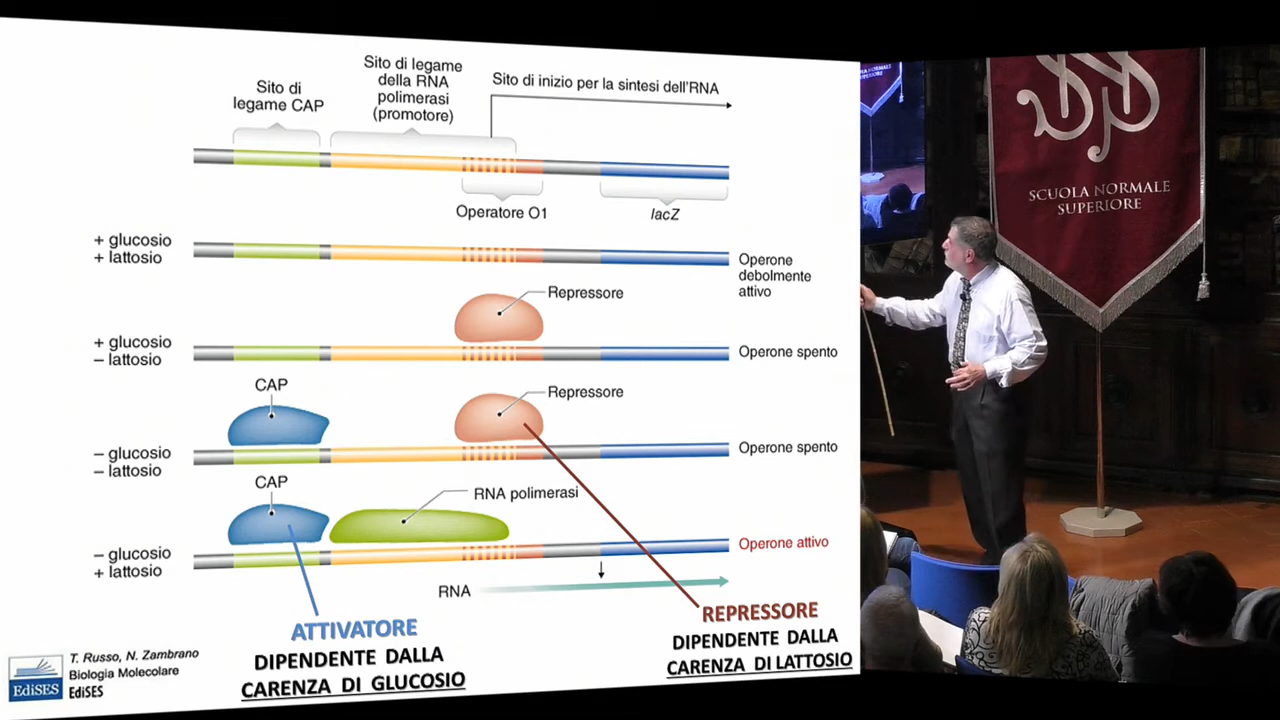 Sito di
legame CAP
Sito di legame
della RNA
polimerasi
(promotore)
Sito di inizio per la sintesi dell'RNA
Operatore O1
lacZ
+ glucosio
+ lattosio
Operone
debolmente
attivo
Repressore
+ glucosio
– lattosio
Operone spento
CAP
Repressore
– glucosio
– lattosio
Operone spento
CAP
RNA polimerasi
– glucosio
+ lattosio
Operone attivo
RNA
ATTIVATORE
DIPENDENTE DALLA
CARENZA DI GLUCOSIO
REPRESSORE
DIPENDENTE DALLA
CARENZA DI LATTOSIO
EdiSES
T. Russo, N. Zambrano
Biologia Molecolare
EdiSES
SCUOLA NORMALE
SUPERIORE